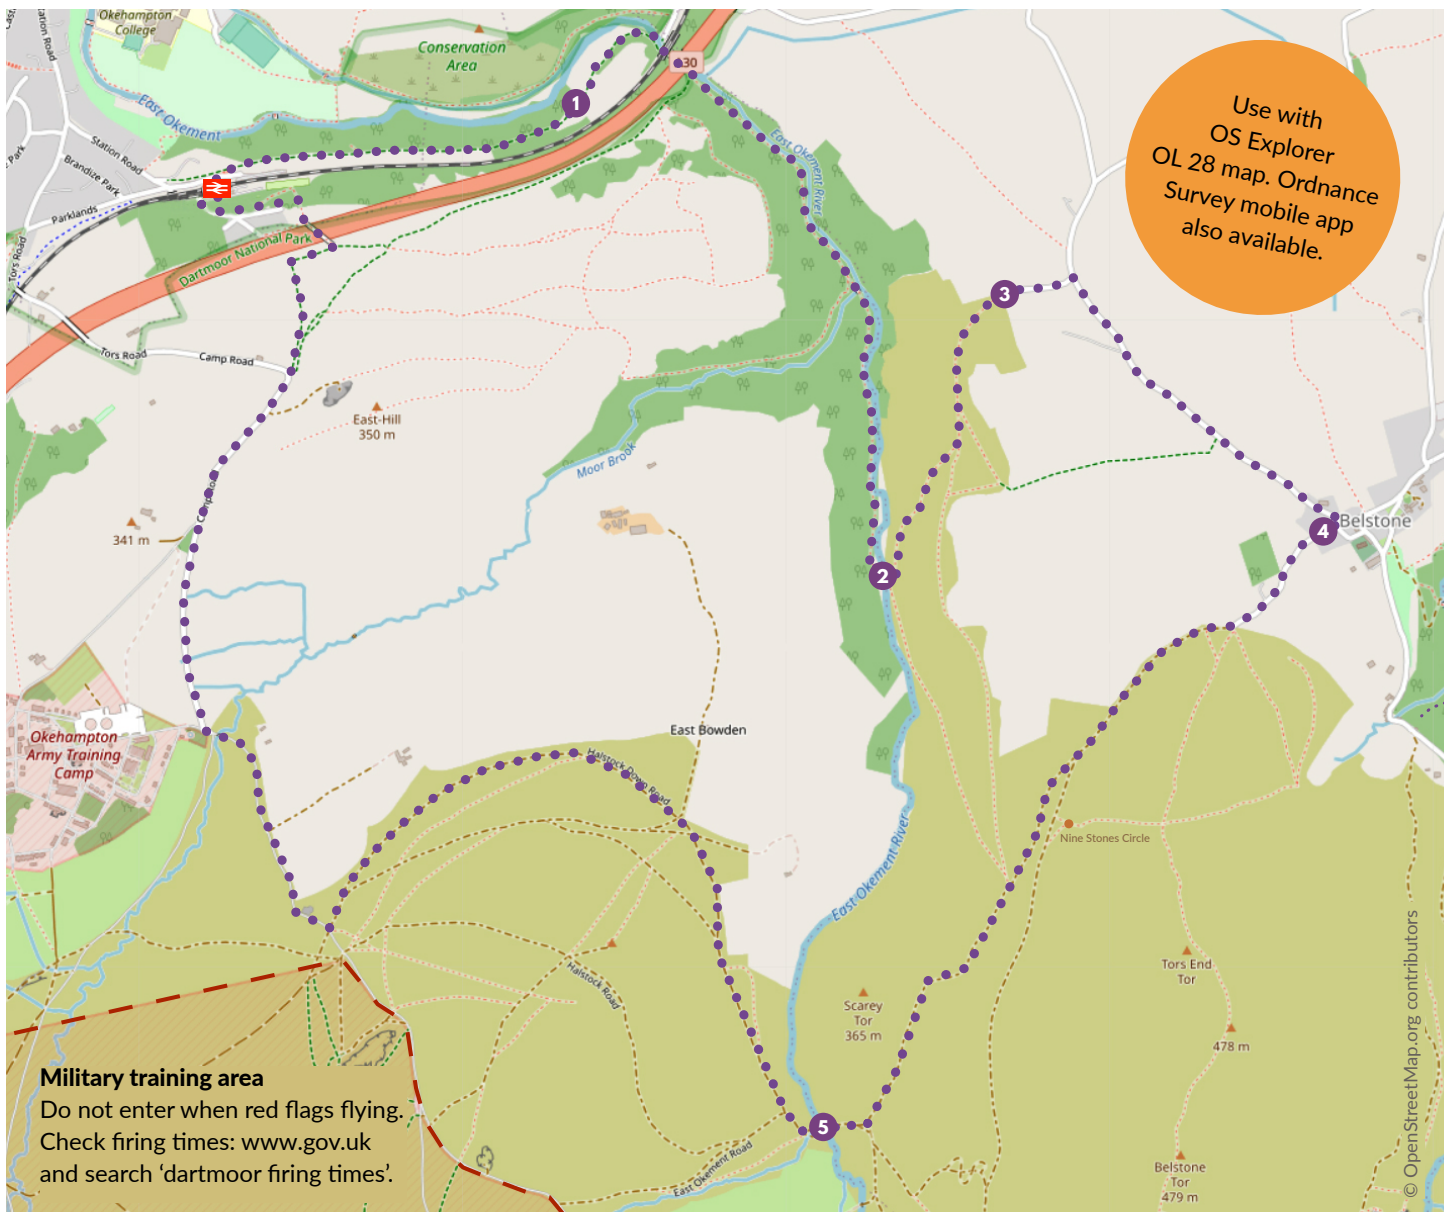 Okehampton
College
Station Road
Conservation
Area
A30
1
East Okement
Station Road
Brandize Park
Park
Parklands
Tors Road
Dartmoor National Park
East Okement River
Use with
OS Explorer
OL 28 map. Ordnance
Survey mobile app
also available.
3
Tors Road
Camp Road
East-Hill
350 m
Moor Brook
341 m
Camp Road
2
4
Belstone
Okehampton
Army Training
Camp
East Bowden
Halstock Down Road
Nine Stones Circle
East Okement River
Halstock Road
Scarey
Tor
365 m
Tors End
Tor
478 m
Military training area
Do not enter when red flags flying.
Check firing times: www.gov.uk
and search ‘dartmoor firing times’.
5
East Okement Road
Belstone
Tor
479 m
© OpenStreetMap.org contributors